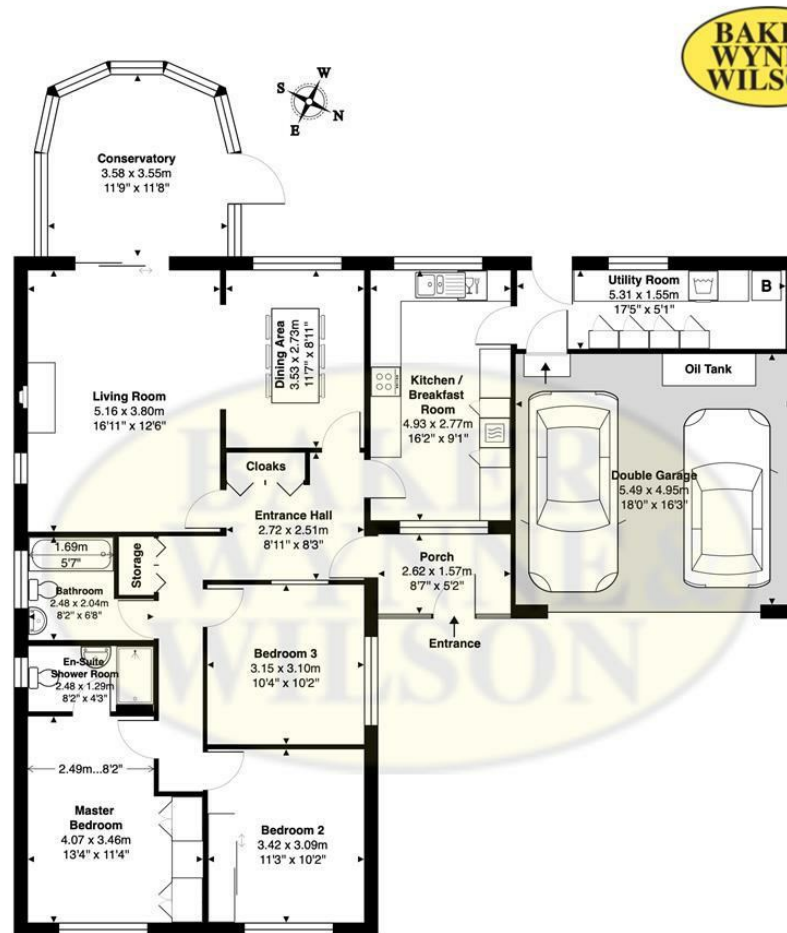 BAKE
WYNN
WILSO
S
W
E
N
Conservatory
3.58 x 3.55m
11'9" x 11'8"
Utility Room
5.31 x 1.55m
17'5" x 5'1"
B
Dining Area
3.53 x 2.73m
11'7" x 8'11"
Living Room
5.16 x 3.80m
16'11" x 12'6"
Kitchen /
Breakfast
Room
4.93 x 2.77m
16'2" x 9'1"
Oil Tank
Double Garage
5.49 x 4.95m
18'0" x 16'3"
Cloaks
Entrance Hall
2.72 x 2.51m
8'11" x 8'3"
Storage
1.69m
5'7"
Bathroom
2.48 x 2.04m
8'2" x 6'8"
Porch
2.62 x 1.57m
8'7" x 5'2"
Entrance
En-Suite
Shower Room
2.48 x 1.29m
8'2" x 4'3"
Bedroom 3
3.15 x 3.10m
10'4" x 10'2"
2.49m...8'2"
Master
Bedroom
4.07 x 3.46m
13'4" x 11'4"
Bedroom 2
3.42 x 3.09m
11'3" x 10'2"
BAKER
WYNNE &
WILSON